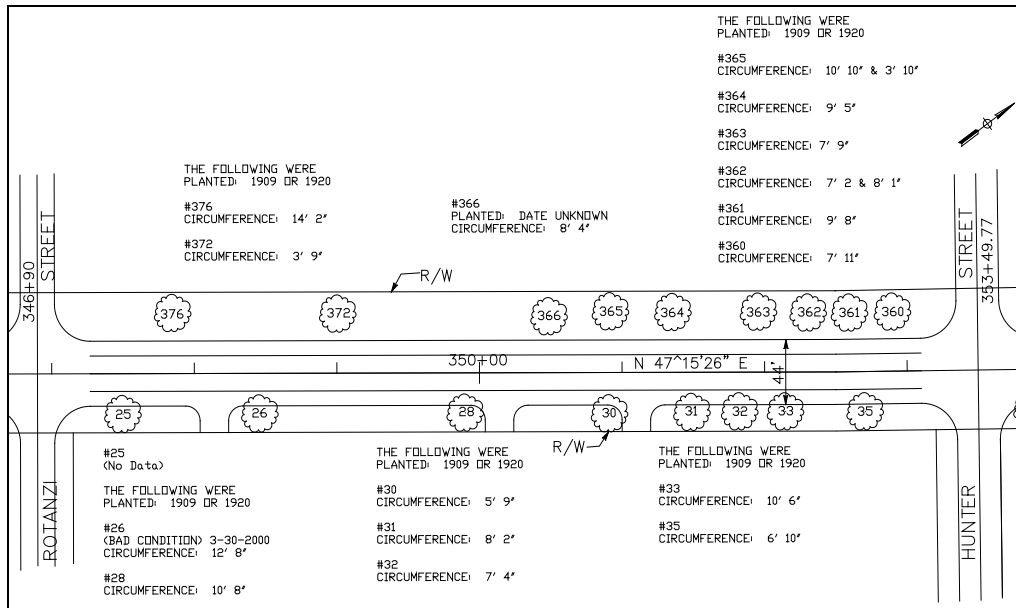 THE FOLLOWING WERE
PLANTED: 1909 OR 1920
#365
CIRCUMFERENCE: 10' 10" & 3' 10"
#364
CIRCUMFERENCE: 9' 5"
#363
CIRCUMFERENCE: 7' 9"
#362
CIRCUMFERENCE: 7' 2 & 8' 1"
#361
CIRCUMFERENCE: 9' 8"
#360
CIRCUMFERENCE: 7' 11"
THE FOLLOWING WERE
PLANTED: 1909 OR 1920
#376
CIRCUMFERENCE: 14' 2"
#372
CIRCUMFERENCE: 3' 9"
#366
PLANTED: DATE UNKNOWN
CIRCUMFERENCE: 8' 4"
STREET
346+90
STREET
353+49.77
R/W
376
372
366
365
364
363
362
361
360
350+00
N 47^15'26" E
44'
25
26
28
30
31
32
33
35
R/W
ROTANZI
HUNTER
#25
(No Data)
THE FOLLOWING WERE
PLANTED: 1909 OR 1920
#26
(BAD CONDITION) 3-30-2000
CIRCUMFERENCE: 12' 8"
#28
CIRCUMFERENCE: 10' 8"
THE FOLLOWING WERE
PLANTED: 1909 OR 1920
#30
CIRCUMFERENCE: 5' 9"
#31
CIRCUMFERENCE: 8' 2"
#32
CIRCUMFERENCE: 7' 4"
THE FOLLOWING WERE
PLANTED: 1909 OR 1920
#33
CIRCUMFERENCE: 10' 6"
#35
CIRCUMFERENCE: 6' 10"